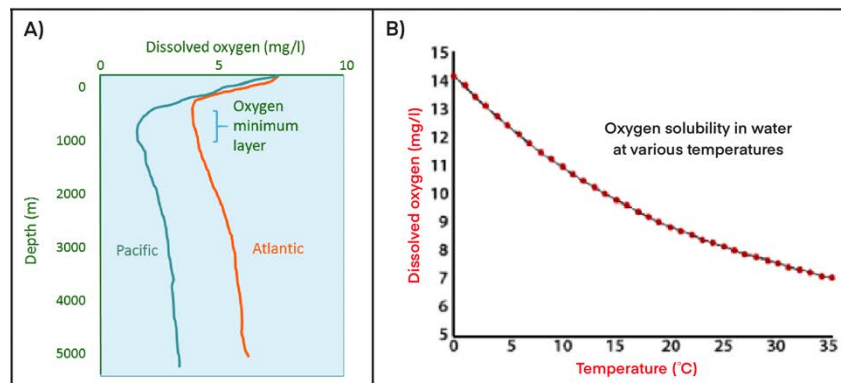 A)
Dissolved oxygen (mg/l)
0 5 10
0
1000
2000
3000
4000
5000
Depth (m)
Oxygen
minimum
layer
Pacific
Atlantic
B)
15
14
13
12
11
10
9
8
7
6
5
Dissolved oxygen (mg/l)
Oxygen solubility in water
at various temperatures
0 5 10 15 20 25 30 35
Temperature (°C)